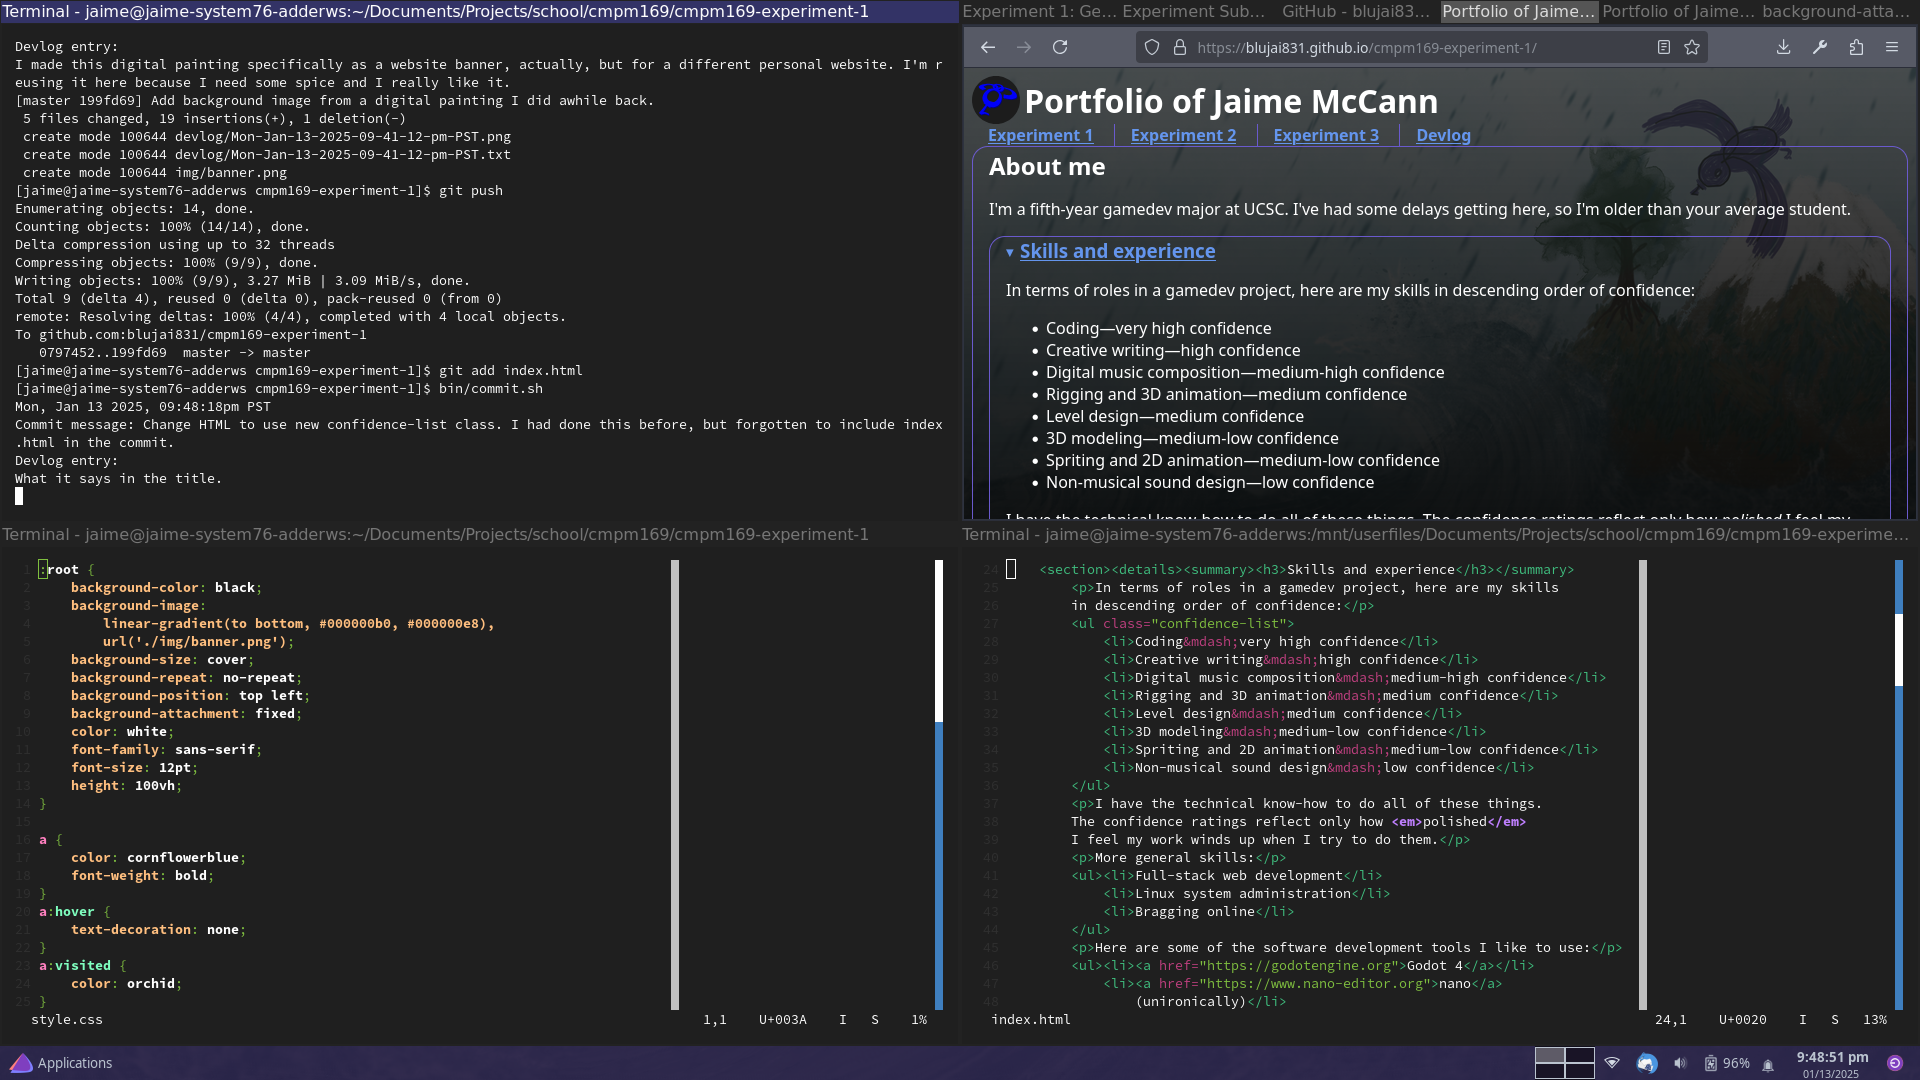 Terminal - jaime@jaime-system76-adderws:~/Documents/Projects/school/cmpm169/cmpm169-experiment-1
Devlog entry:
I made this digital painting specifically as a website banner, actually, but for a different personal website. I'm r
eusing it here because I need some spice and I really like it.
[master 199fd69] Add background image from a digital painting I did awhile back.
5 files changed, 19 insertions(+), 1 deletion(-)
create mode 100644 devlog/Mon-Jan-13-2025-09-41-12-pm-PST.png
create mode 100644 devlog/Mon-Jan-13-2025-09-41-12-pm-PST.txt
create mode 100644 img/banner.png
[jaime@jaime-system76-adderws cmpm169-experiment-1]$ git push
Enumerating objects: 14, done.
Counting objects: 100% (14/14), done.
Delta compression using up to 32 threads
Compressing objects: 100% (9/9), done.
Writing objects: 100% (9/9), 3.27 MiB | 3.09 MiB/s, done.
Total 9 (delta 4), reused 0 (delta 0), pack-reused 0 (from 0)
remote: Resolving deltas: 100% (4/4), completed with 4 local objects.
To github.com:blujai831/cmpm169-experiment-1
0797452..199fd69  master -> master
[jaime@jaime-system76-adderws cmpm169-experiment-1]$ git add index.html
[jaime@jaime-system76-adderws cmpm169-experiment-1]$ bin/commit.sh
Mon, Jan 13 2025, 09:48:18pm PST
Commit message: Change HTML to use new confidence-list class. I had done this before, but forgotten to include index
.html in the commit.
Devlog entry:
What it says in the title.
Experiment 1: Ge... Experiment Sub... GitHub - blujai83... Portfolio of Jaime... Portfolio of Jaime... background-atta...
https://blujai831.github.io/cmpm169-experiment-1/
Portfolio of Jaime McCann
Experiment 1 Experiment 2 Experiment 3 Devlog
About me
I'm a fifth-year gamedev major at UCSC. I've had some delays getting here, so I'm older than your average student.
▾ Skills and experience
In terms of roles in a gamedev project, here are my skills in descending order of confidence:
• Coding—very high confidence
• Creative writing—high confidence
• Digital music composition—medium-high confidence
• Rigging and 3D animation—medium confidence
• Level design—medium confidence
• 3D modeling—medium-low confidence
• Spriting and 2D animation—medium-low confidence
• Non-musical sound design—low confidence
I have the technical know-how to do all of these things. The confidence ratings reflect only how polished I feel my
Terminal - jaime@jaime-system76-adderws:~/Documents/Projects/school/cmpm169/cmpm169-experiment-1
1 :root {
2 background-color: black;
3 background-image:
4 linear-gradient(to bottom, #000000b0, #000000e8),
5 url('./img/banner.png');
6 background-size: cover;
7 background-repeat: no-repeat;
8 background-position: top left;
9 background-attachment: fixed;
10 color: white;
11 font-family: sans-serif;
12 font-size: 12pt;
13 height: 100vh;
14 }
15
16 a {
17 color: cornflowerblue;
18 font-weight: bold;
19 }
20 a:hover {
21 text-decoration: none;
22 }
23 a:visited {
24 color: orchid;
25 }
style.css 1,1 U+003A I S 1%
Terminal - jaime@jaime-system76-adderws:/mnt/userfiles/Documents/Projects/school/cmpm169/cmpm169-experime...
24 <section><details><summary><h3>Skills and experience</h3></summary>
25 <p>In terms of roles in a gamedev project, here are my skills
26 in descending order of confidence:</p>
27 <ul class="confidence-list">
28 <li>Coding&mdash;very high confidence</li>
29 <li>Creative writing&mdash;high confidence</li>
30 <li>Digital music composition&mdash;medium-high confidence</li>
31 <li>Rigging and 3D animation&mdash;medium confidence</li>
32 <li>Level design&mdash;medium confidence</li>
33 <li>3D modeling&mdash;medium-low confidence</li>
34 <li>Spriting and 2D animation&mdash;medium-low confidence</li>
35 <li>Non-musical sound design&mdash;low confidence</li>
36 </ul>
37 <p>I have the technical know-how to do all of these things.
38 The confidence ratings reflect only how <em>polished</em>
39 I feel my work winds up when I try to do them.</p>
40 <p>More general skills:</p>
41 <ul><li>Full-stack web development</li>
42 <li>Linux system administration</li>
43 <li>Bragging online</li>
44 </ul>
45 <p>Here are some of the software development tools I like to use:</p>
46 <ul><li><a href="https://godotengine.org">Godot 4</a></li>
47 <li><a href="https://www.nano-editor.org">nano</a>
48 (unironically)</li>
index.html 24,1 U+0020 I S 13%
Applications 96% 9:48:51 pm
01/13/2025